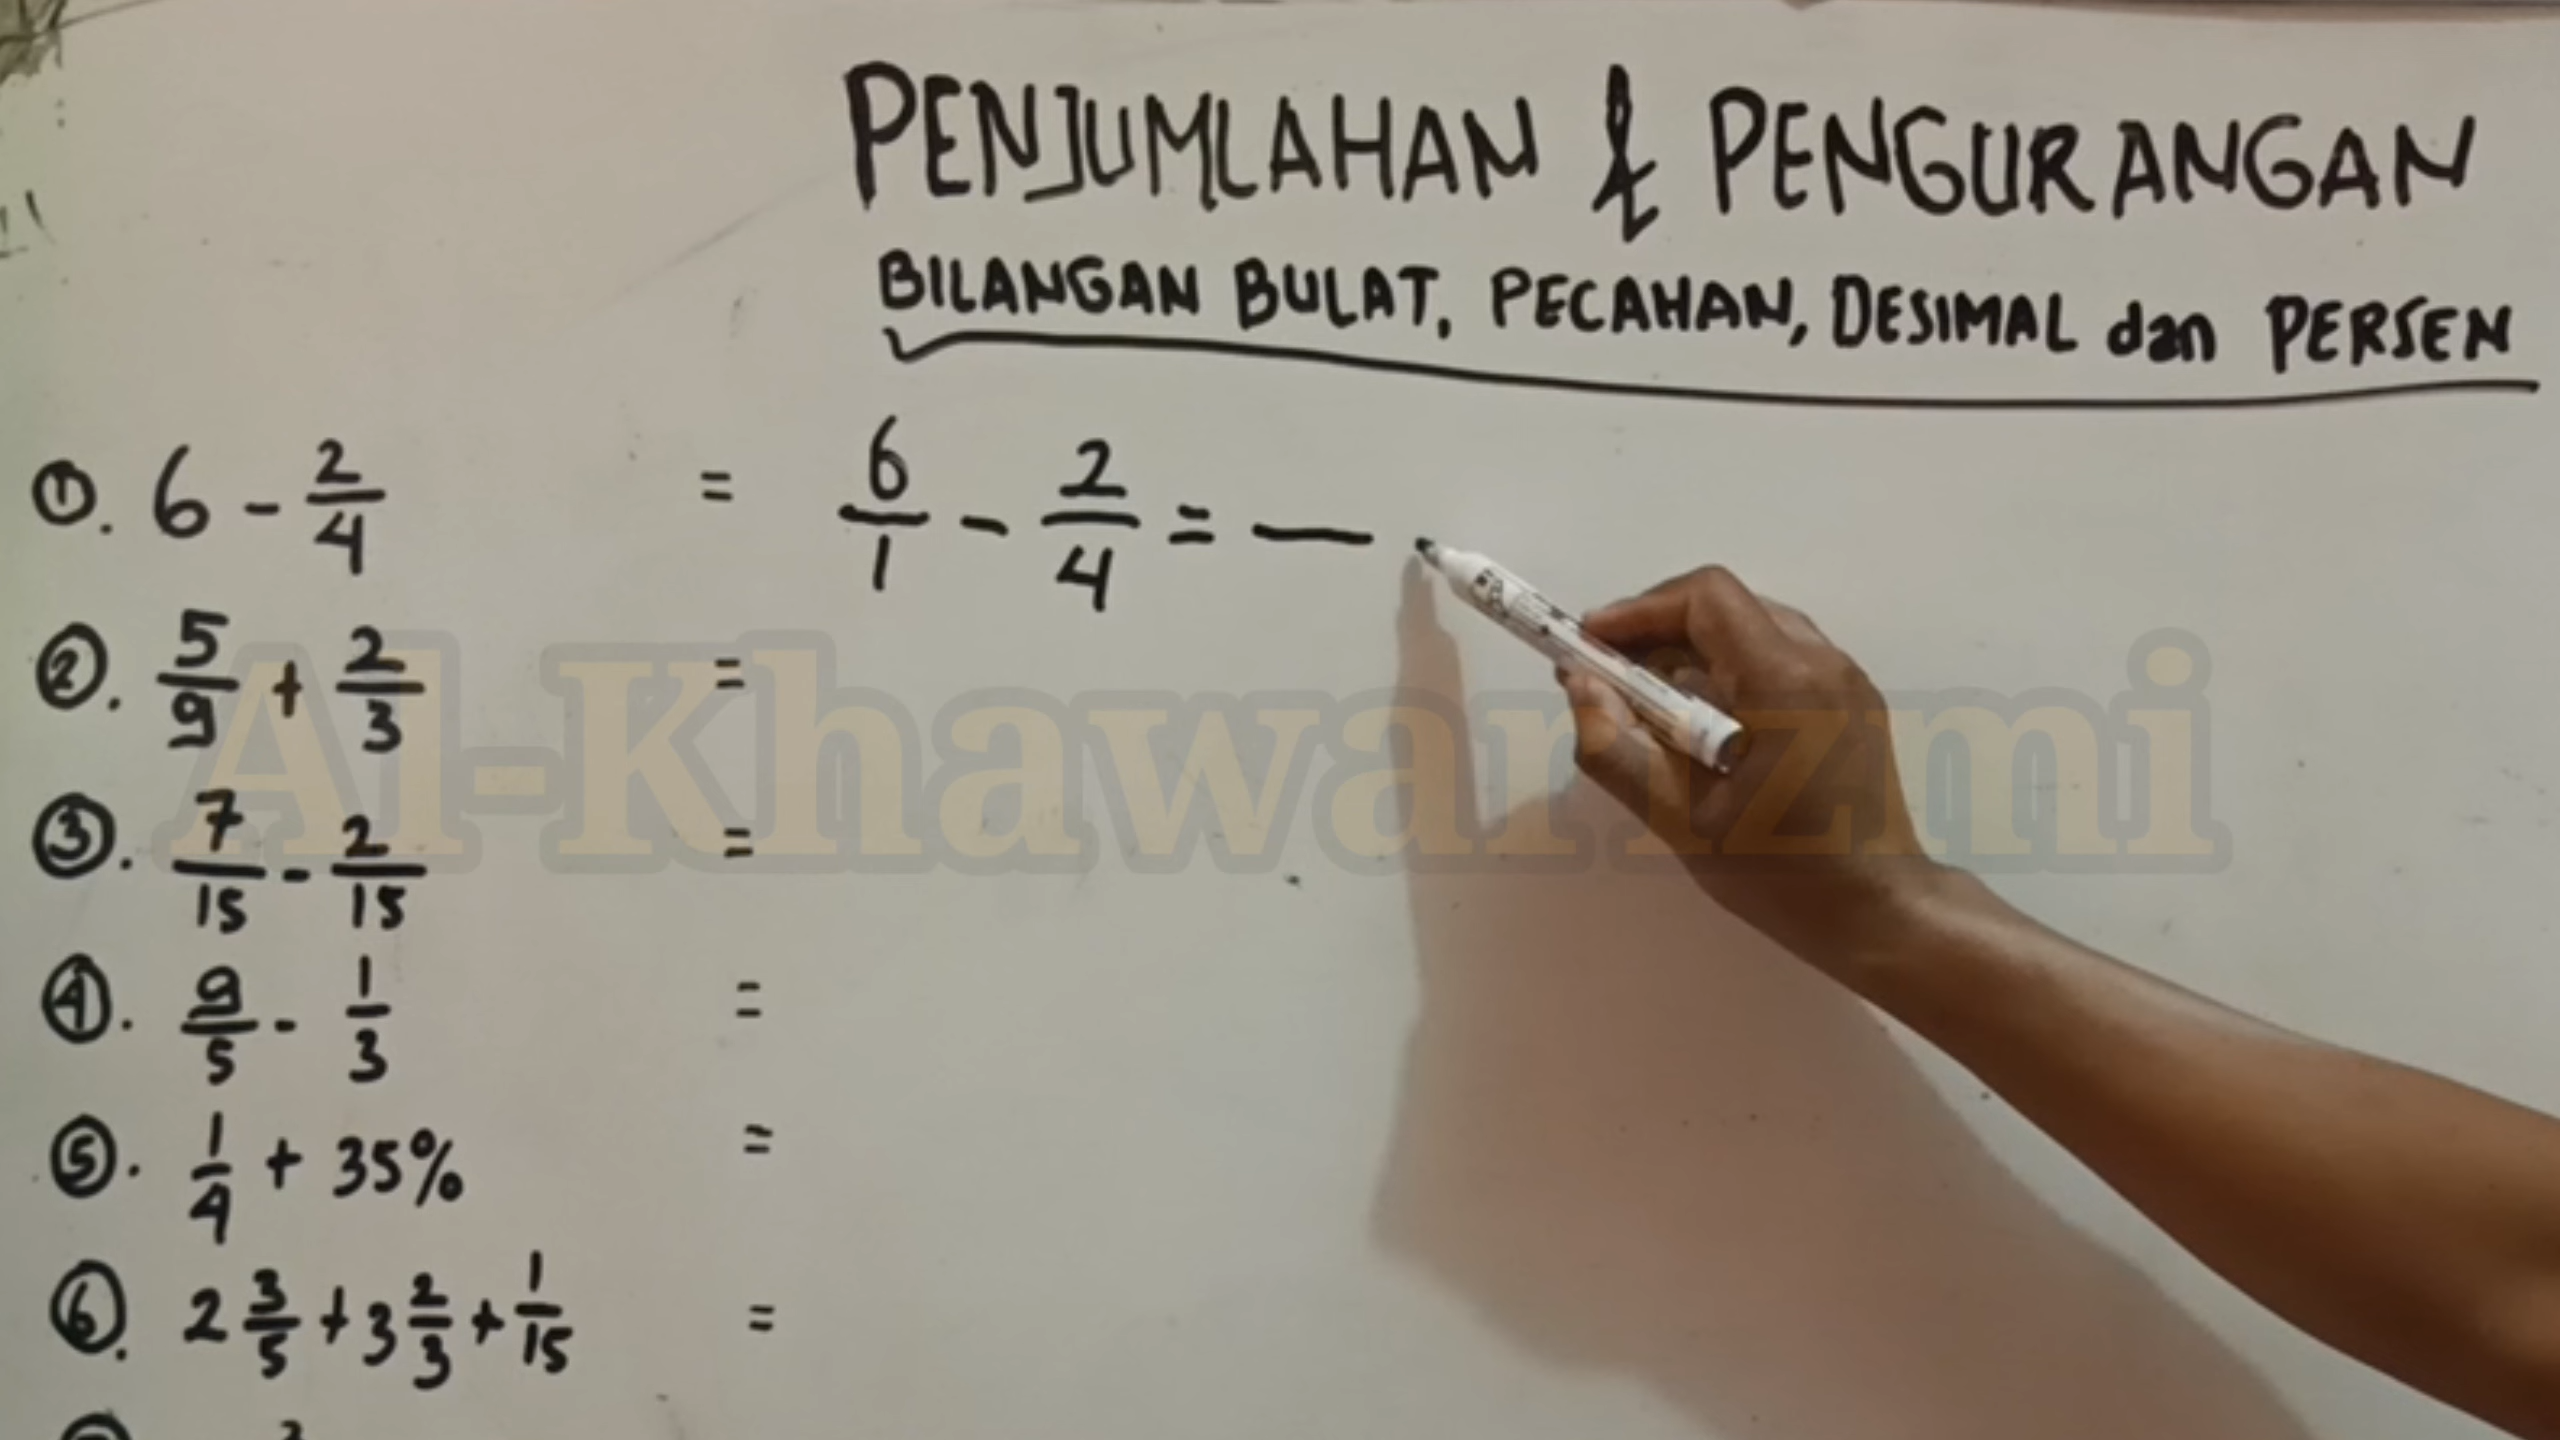 PENJUMLAHAN & PENGURANGAN
BILANGAN BULAT, PECAHAN, DESIMAL dan PERSEN
①. 6 - 2/4 = 6/1 - 2/4 = —
②. 5/9 + 2/3 =
③. 7/15 - 2/15 =
④. 9/5 - 1/3 =
⑤. 1/4 + 35% =
⑥. 2 3/5 + 3 2/3 + 1/15 =
Al-Khawarizmi